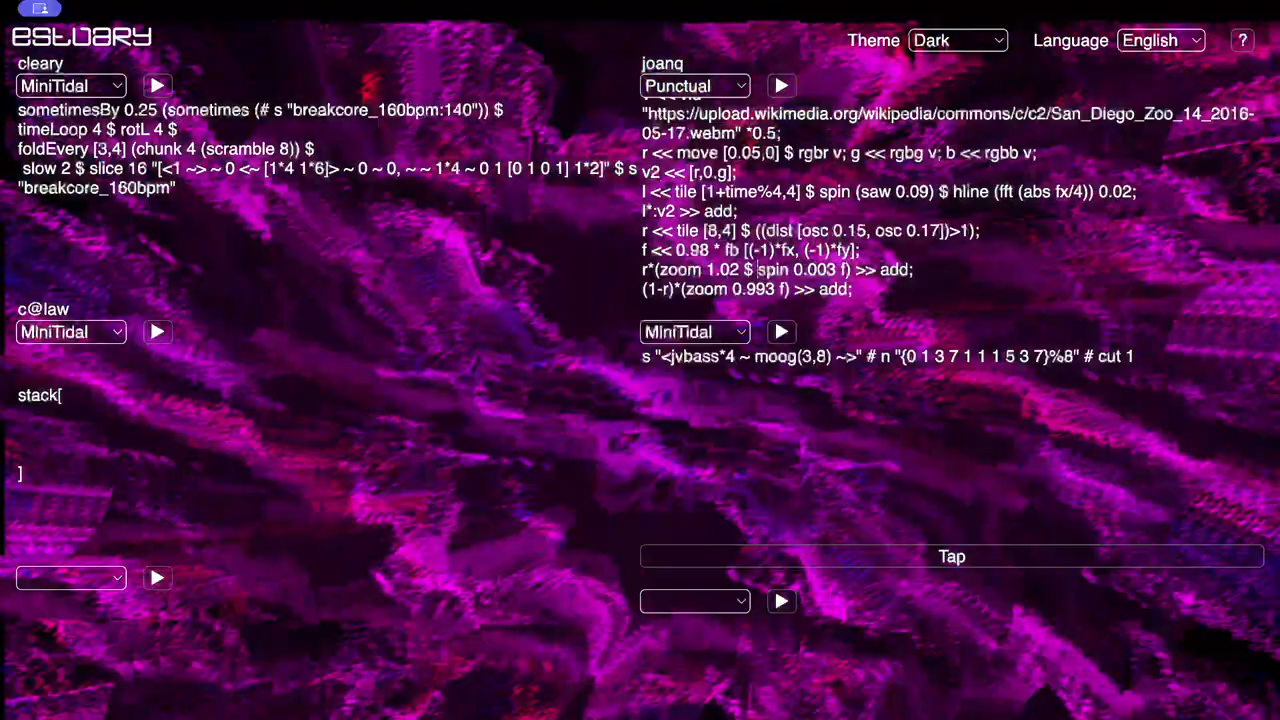 estuary
Theme Dark Language English ?
cleary
MiniTidal
sometimesBy 0.25 (sometimes (# s "breakcore_160bpm:140")) $
timeLoop 4 $ rotL 4 $
foldEvery [3,4] (chunk 4 (scramble 8)) $
slow 2 $ slice 16 "[<1 ~> ~ 0 <~ [1*4 1*6]> ~ 0 ~ 0, ~ ~ 1*4 ~ 0 1 [0 1 0 1] 1*2]" $ s
"breakcore_160bpm"
joanq
Punctual
"https://upload.wikimedia.org/wikipedia/commons/c/c2/San_Diego_Zoo_14_2016-
05-17.webm" *0.5;
r << move [0.05,0] $ rgbr v; g << rgbg v; b << rgbb v;
v2 << [r,0.g];
l << tile [1+time%4,4] $ spin (saw 0.09) $ hline (fft (abs fx/4)) 0.02;
l*:v2 >> add;
r << tile [8,4] $ ((dist [osc 0.15, osc 0.17])>1);
f << 0.98 * fb [(-1)*fx, (-1)*fy];
r*(zoom 1.02 $ spin 0.003 f) >> add;
(1-r)*(zoom 0.993 f) >> add;
c@law
MiniTidal
stack[
]
MiniTidal
s "<jvbass*4 ~ moog(3,8) ~>" # n "{0 1 3 7 1 1 1 5 3 7}%8" # cut 1
Tap